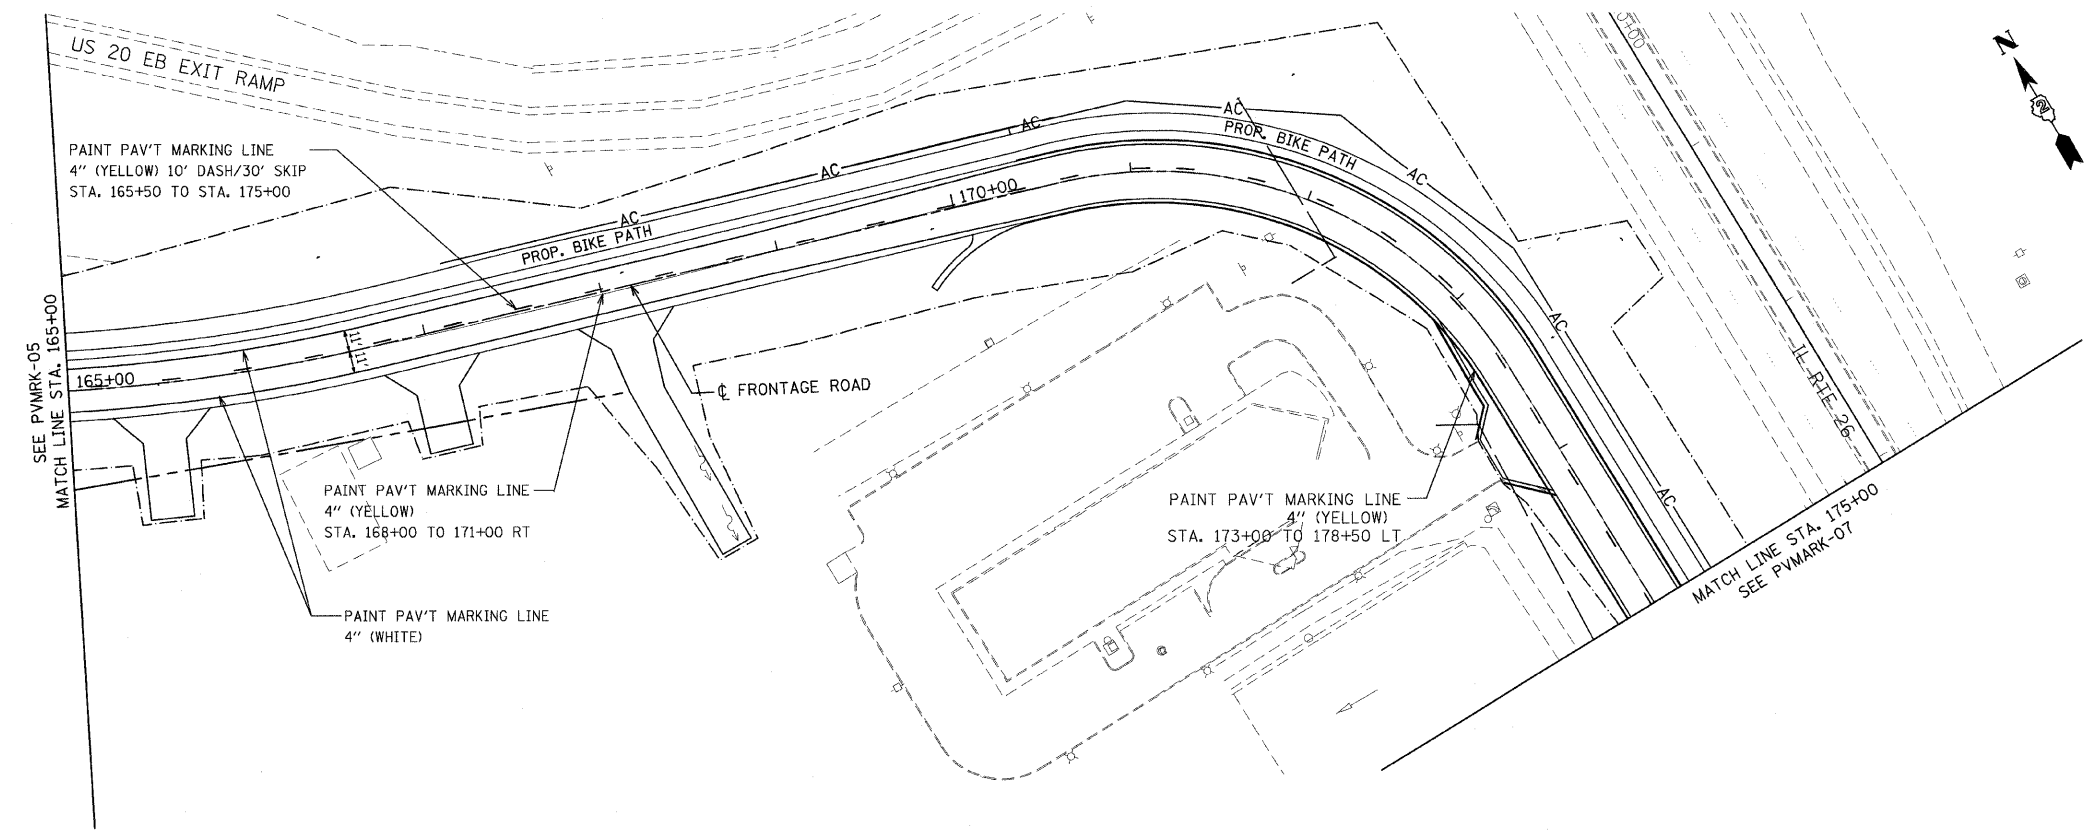 US 20 EB EXIT RAMP
PAINT PAV'T MARKING LINE
4" (YELLOW) 10' DASH/30' SKIP
STA. 165+50 TO STA. 175+00
SEE PVMRK-05
MATCH LINE STA. 165+00
165+00
11'
11'
PROP. BIKE PATH
AC
AC
AC
170+00
AC
PROP. BIKE PATH
AC
AC
AC
℄ FRONTAGE ROAD
PAINT PAV'T MARKING LINE
4" (YELLOW)
STA. 168+00 TO 171+00 RT
PAINT PAV'T MARKING LINE
4" (WHITE)
PAINT PAV'T MARKING LINE
4" (YELLOW)
STA. 173+00 TO 178+50 LT
IL RTE 26
MATCH LINE STA. 175+00
SEE PVMARK-07
N
2